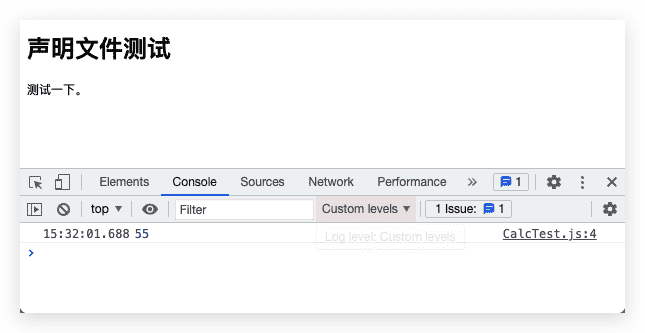 声明文件测试
测试一下。
Elements Console Sources Network Performance 1
top Filter Custom levels 1 Issue: 1
15:32:01.688 55 CalcTest.js:4
Log level: Custom levels